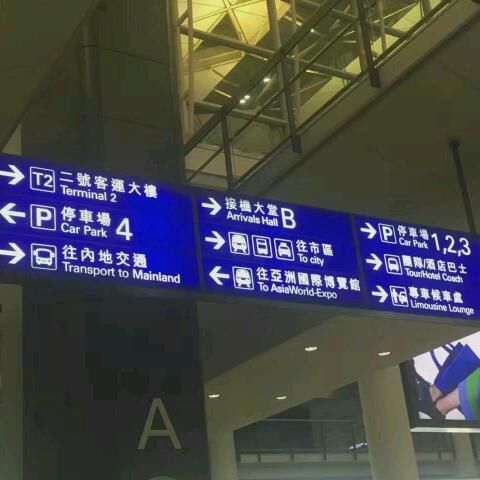 → T2 二號客運大樓
Terminal 2
← P 停車場 4
Car Park
→ 往內地交通
Transport to Mainland
→ 接機大堂 B
Arrivals Hall
→ 往市區
To city
← 往亞洲國際博覽館
To AsiaWorld-Expo
→ P 停車場 1,2,3
Car Park
→ 團隊/酒店巴士
Tour/Hotel Coach
→ 專車候車處
Limousine Lounge
A